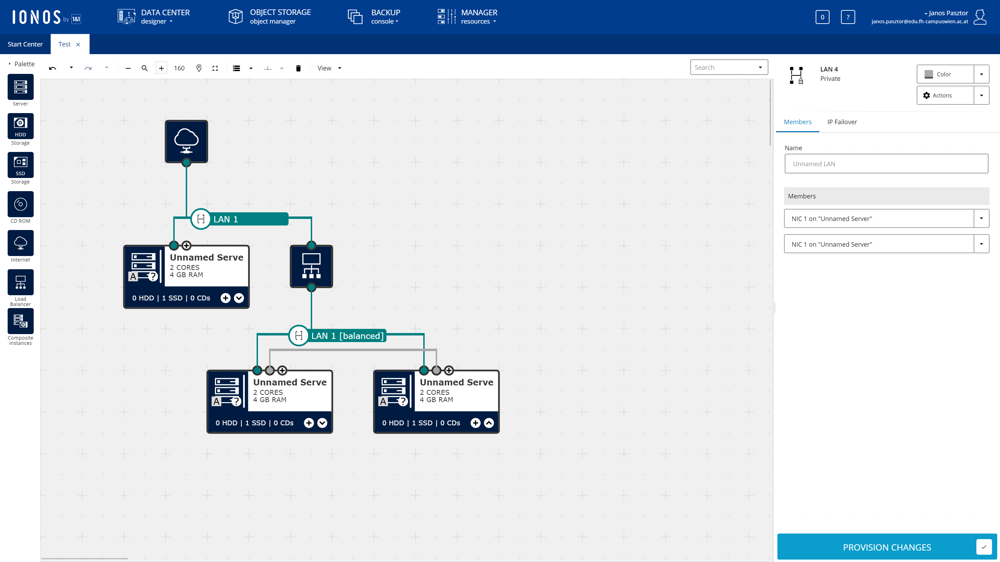 IONOS by 1&1
DATA CENTER
designer
OBJECT STORAGE
object manager
BACKUP
console
MANAGER
resources
0
?
Janos Pasztor
janos.pasztor@edu.fh-campuswien.ac.at
Start Center
Test
Palette
160
View
Search
Server
HDD
Storage
SSD
Storage
CD ROM
Internet
Load
Balancer
Composite
Instances
LAN 1
Unnamed Serve
2 CORES
4 GB RAM
A ?
0 HDD | 1 SSD | 0 CDs
LAN 1 [balanced]
Unnamed Serve
2 CORES
4 GB RAM
A ?
0 HDD | 1 SSD | 0 CDs
Unnamed Serve
2 CORES
4 GB RAM
A ?
0 HDD | 1 SSD | 0 CDs
LAN 4
Private
Color
Actions
Members
IP Failover
Name
Unnamed LAN
Members
NIC 1 on "Unnamed Server"
NIC 1 on "Unnamed Server"
PROVISION CHANGES